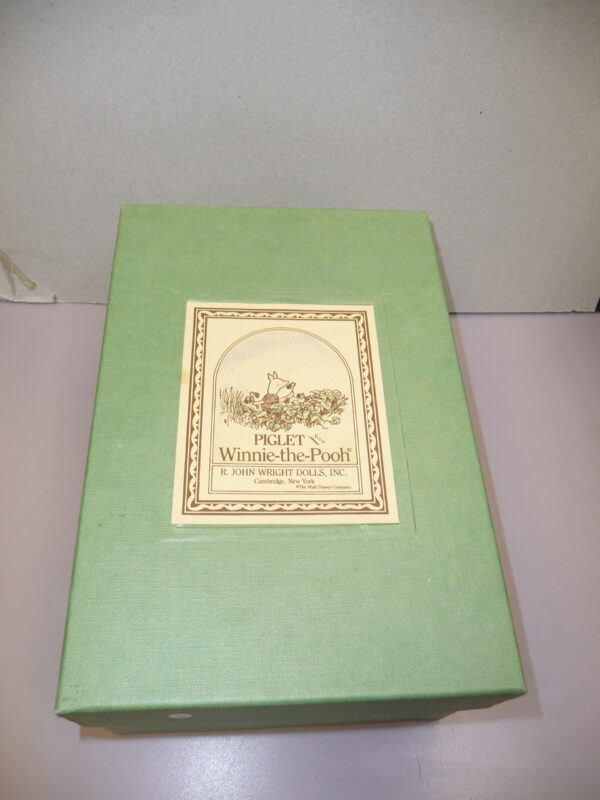 PIGLET
Winnie-the-Pooh®
R. JOHN WRIGHT DOLLS, INC.
Cambridge, New York
©The Walt Disney Company